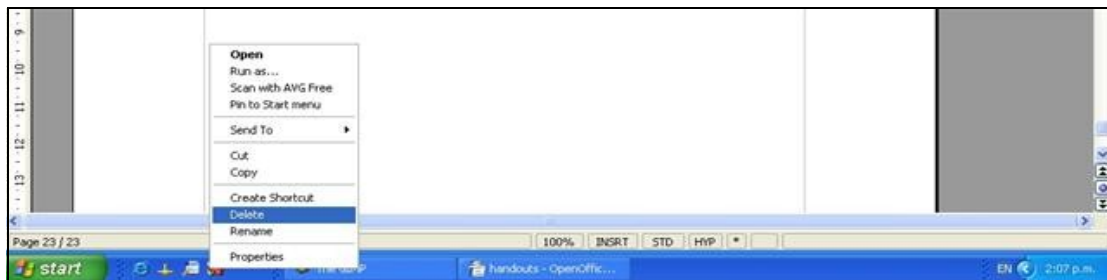 9
10
11
12
13
Open
Run as...
Scan with AVG Free
Pin to Start menu
Send To
Cut
Copy
Create Shortcut
Delete
Rename
Properties
Page 23 / 23
100% INSRT STD HYP *
start
handouts - OpenOffic...
EN 2:07 p.m.